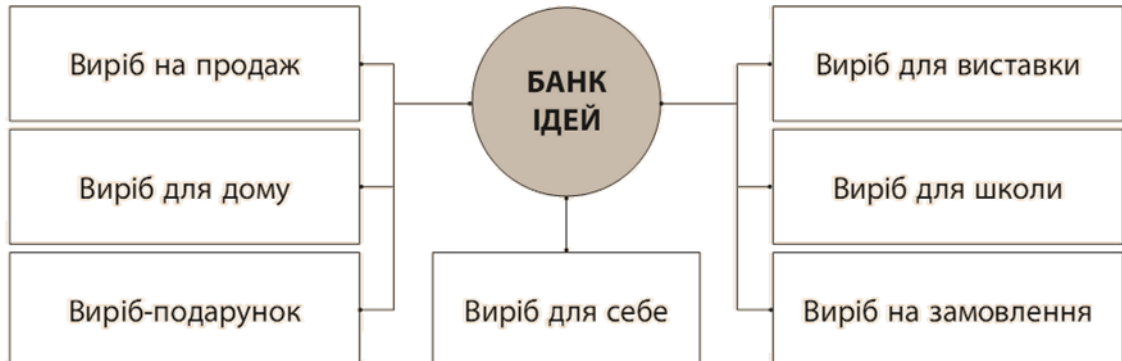 БАНК
ІДЕЙ
Виріб на продаж
Виріб для дому
Виріб-подарунок
Виріб для себе
Виріб для виставки
Виріб для школи
Виріб на замовлення